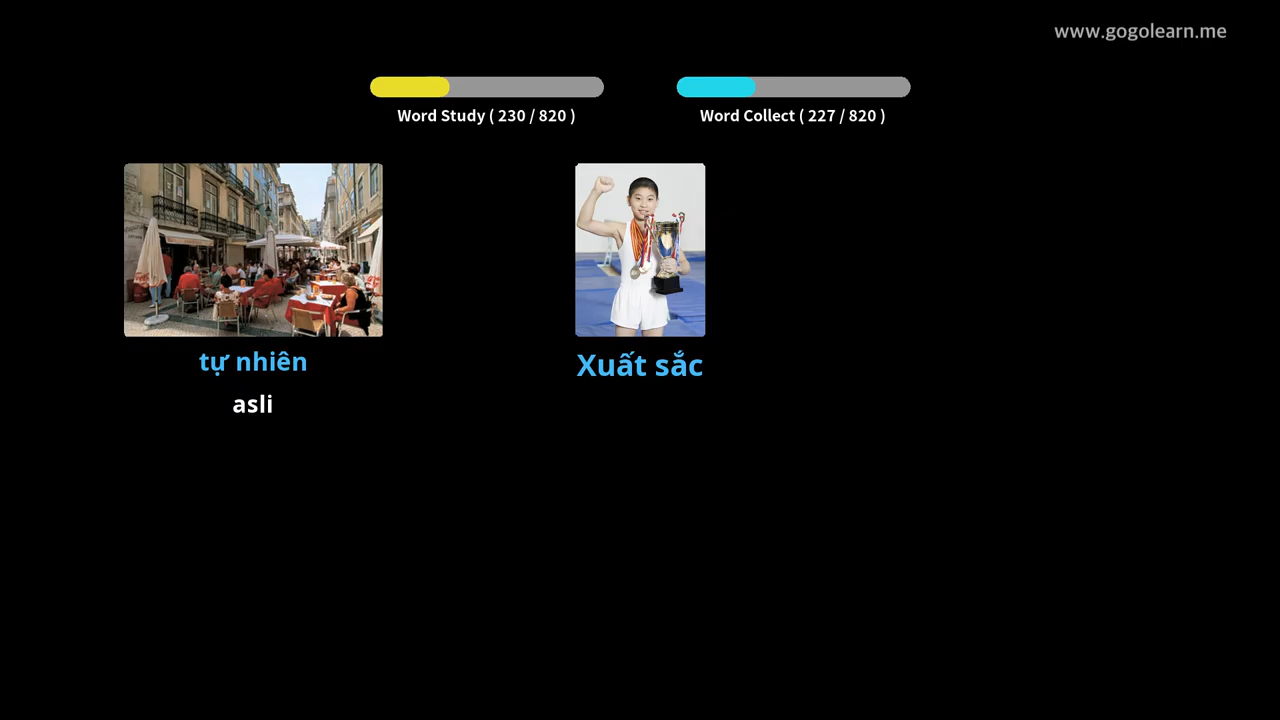 www.gogolearn.me
Word Study ( 230 / 820 )
Word Collect ( 227 / 820 )
tự nhiên
asli
Xuất sắc